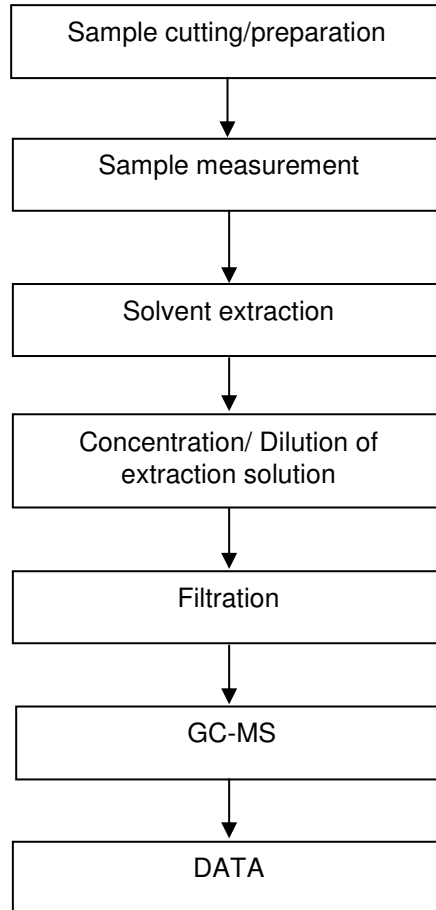 Sample cutting/preparation
Sample measurement
Solvent extraction
Concentration/ Dilution of
extraction solution
Filtration
GC-MS
DATA